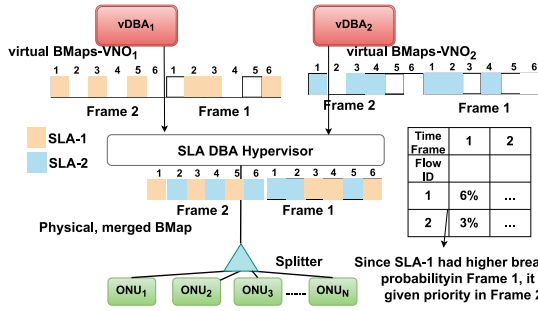 vDBA1
vDBA2
virtual BMaps-VNO1
virtual BMaps-VNO2
1 2 3 4 5 6
1 2 3 4 5 6
1 2 3 4 5 6
1 2 3 4 5 6
Frame 2
Frame 1
Frame 2
Frame 1
SLA-1
SLA-2
SLA DBA Hypervisor
1 2 3 4 5 6
1 2 3 4 5 6
Frame 2
Frame 1
Physical, merged BMap
Splitter
ONU1
ONU2
ONU3
ONUN
Time Frame
1
2
Flow ID
1
6%
...
2
3%
...
Since SLA-1 had higher brea
probabilityin Frame 1, it
given priority in Frame 2